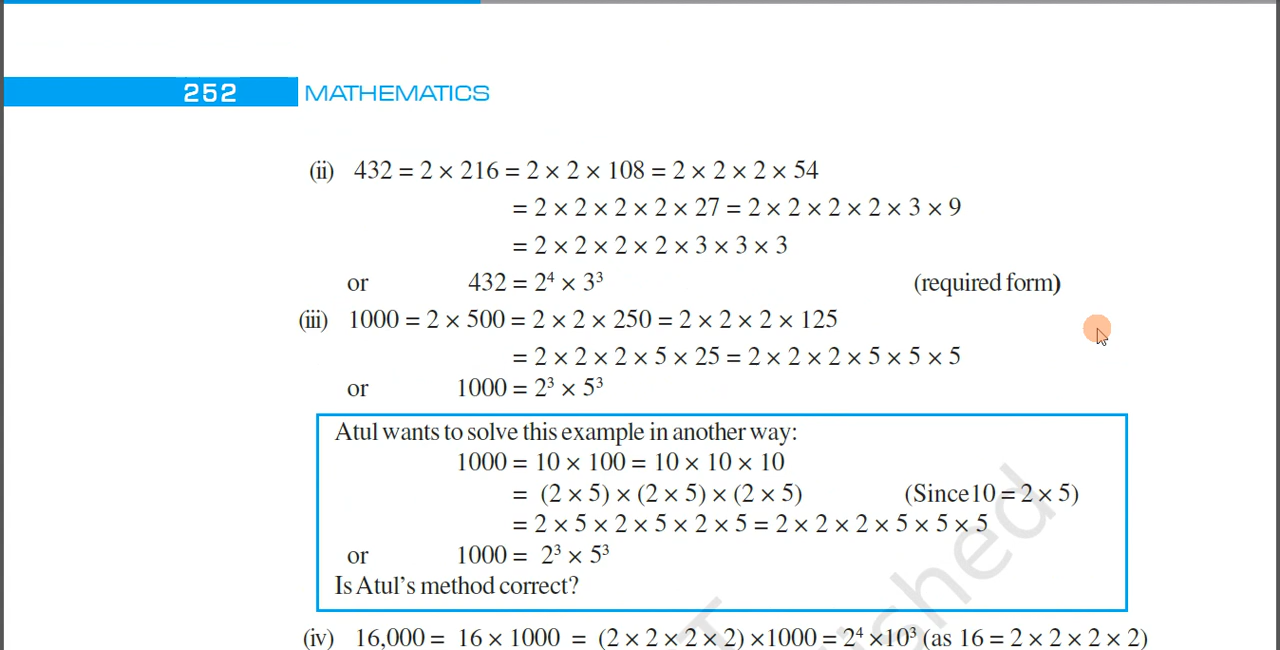 252 MATHEMATICS
(ii) 432 = 2 × 216 = 2 × 2 × 108 = 2 × 2 × 2 × 54
= 2 × 2 × 2 × 2 × 27 = 2 × 2 × 2 × 2 × 3 × 9
= 2 × 2 × 2 × 2 × 3 × 3 × 3
or 432 = 2⁴ × 3³ (required form)
(iii) 1000 = 2 × 500 = 2 × 2 × 250 = 2 × 2 × 2 × 125
= 2 × 2 × 2 × 5 × 25 = 2 × 2 × 2 × 5 × 5 × 5
or 1000 = 2³ × 5³
Atul wants to solve this example in another way:
1000 = 10 × 100 = 10 × 10 × 10
= (2 × 5) × (2 × 5) × (2 × 5) (Since10 = 2 × 5)
= 2 × 5 × 2 × 5 × 2 × 5 = 2 × 2 × 2 × 5 × 5 × 5
or 1000 = 2³ × 5³
Is Atul's method correct?
(iv) 16,000 = 16 × 1000 = (2 × 2 × 2 × 2) ×1000 = 2⁴ ×10³ (as 16 = 2 × 2 × 2 × 2)